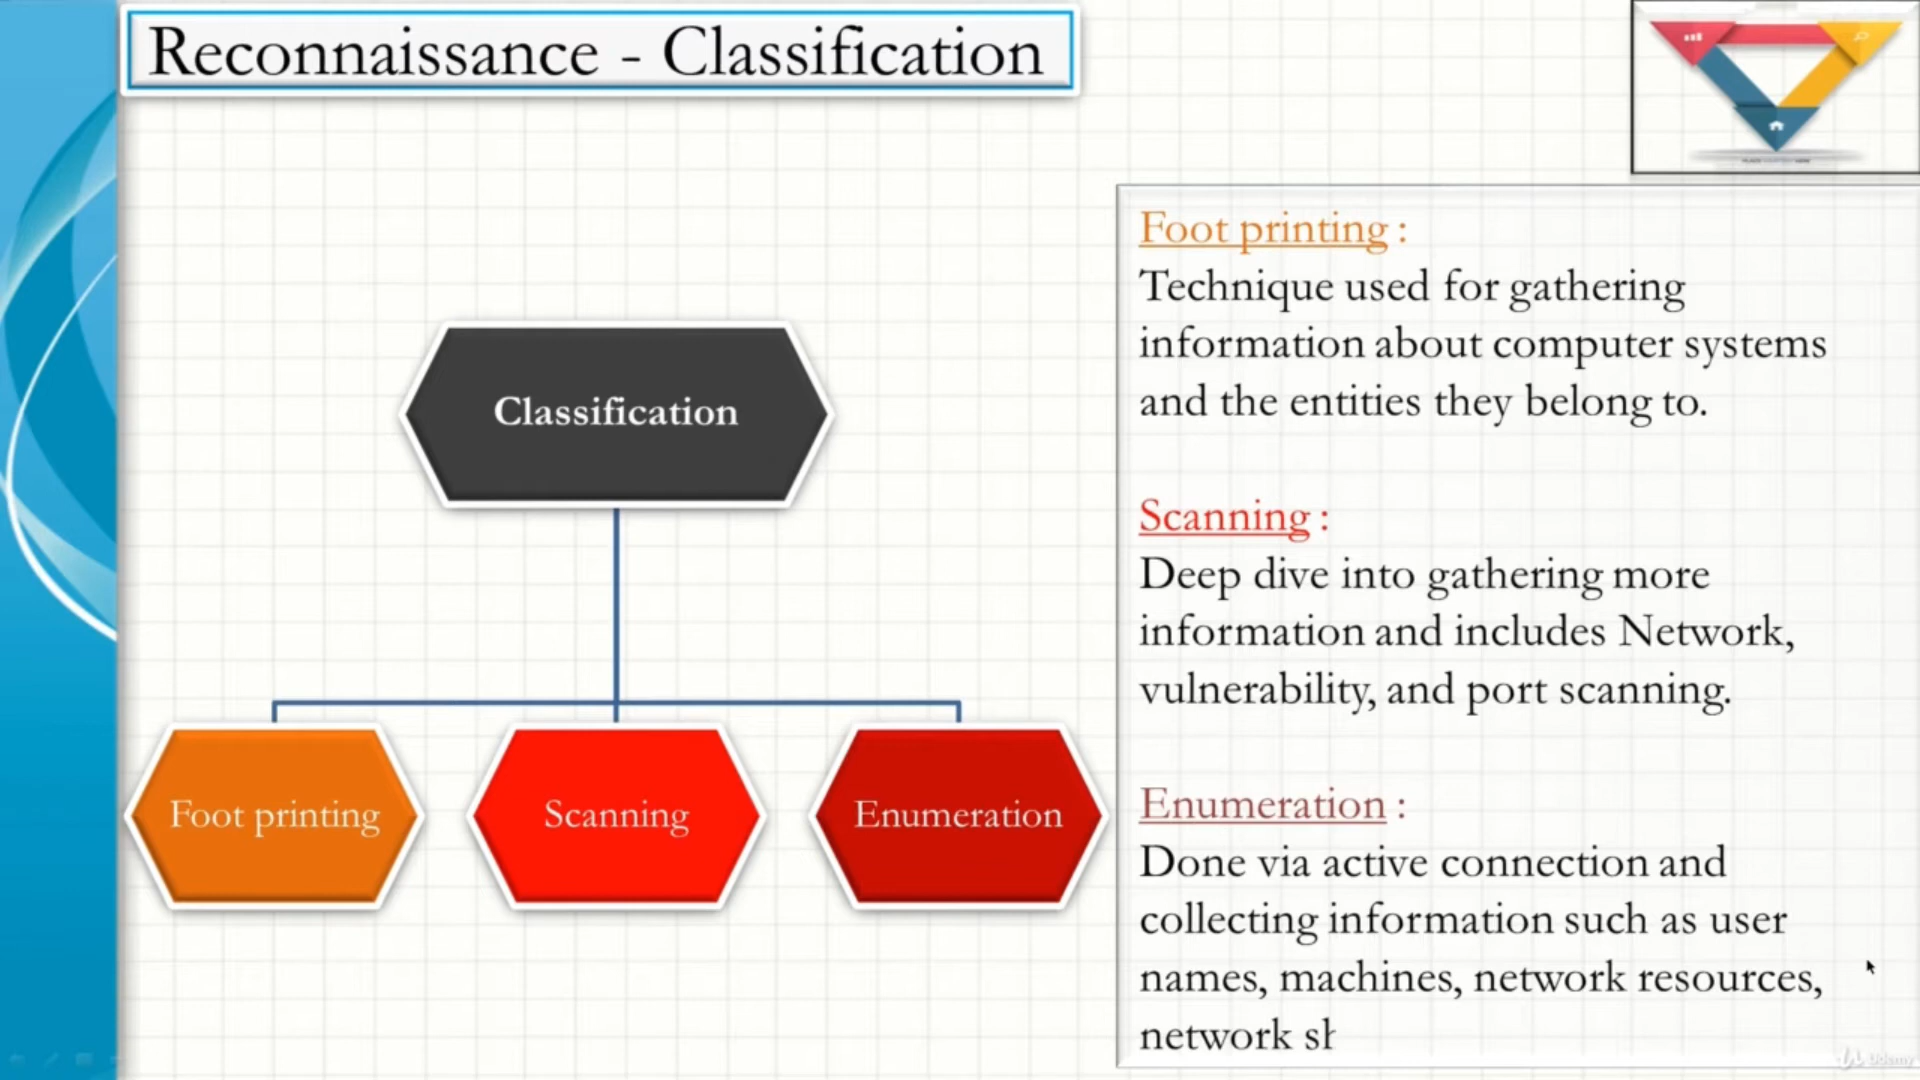 Reconnaissance - Classification
Classification
Foot printing
Scanning
Enumeration
Foot printing :
Technique used for gathering
information about computer systems
and the entities they belong to.
Scanning :
Deep dive into gathering more
information and includes Network,
vulnerability, and port scanning.
Enumeration :
Done via active connection and
collecting information such as user
names, machines, network resources,
network sh
Udemy